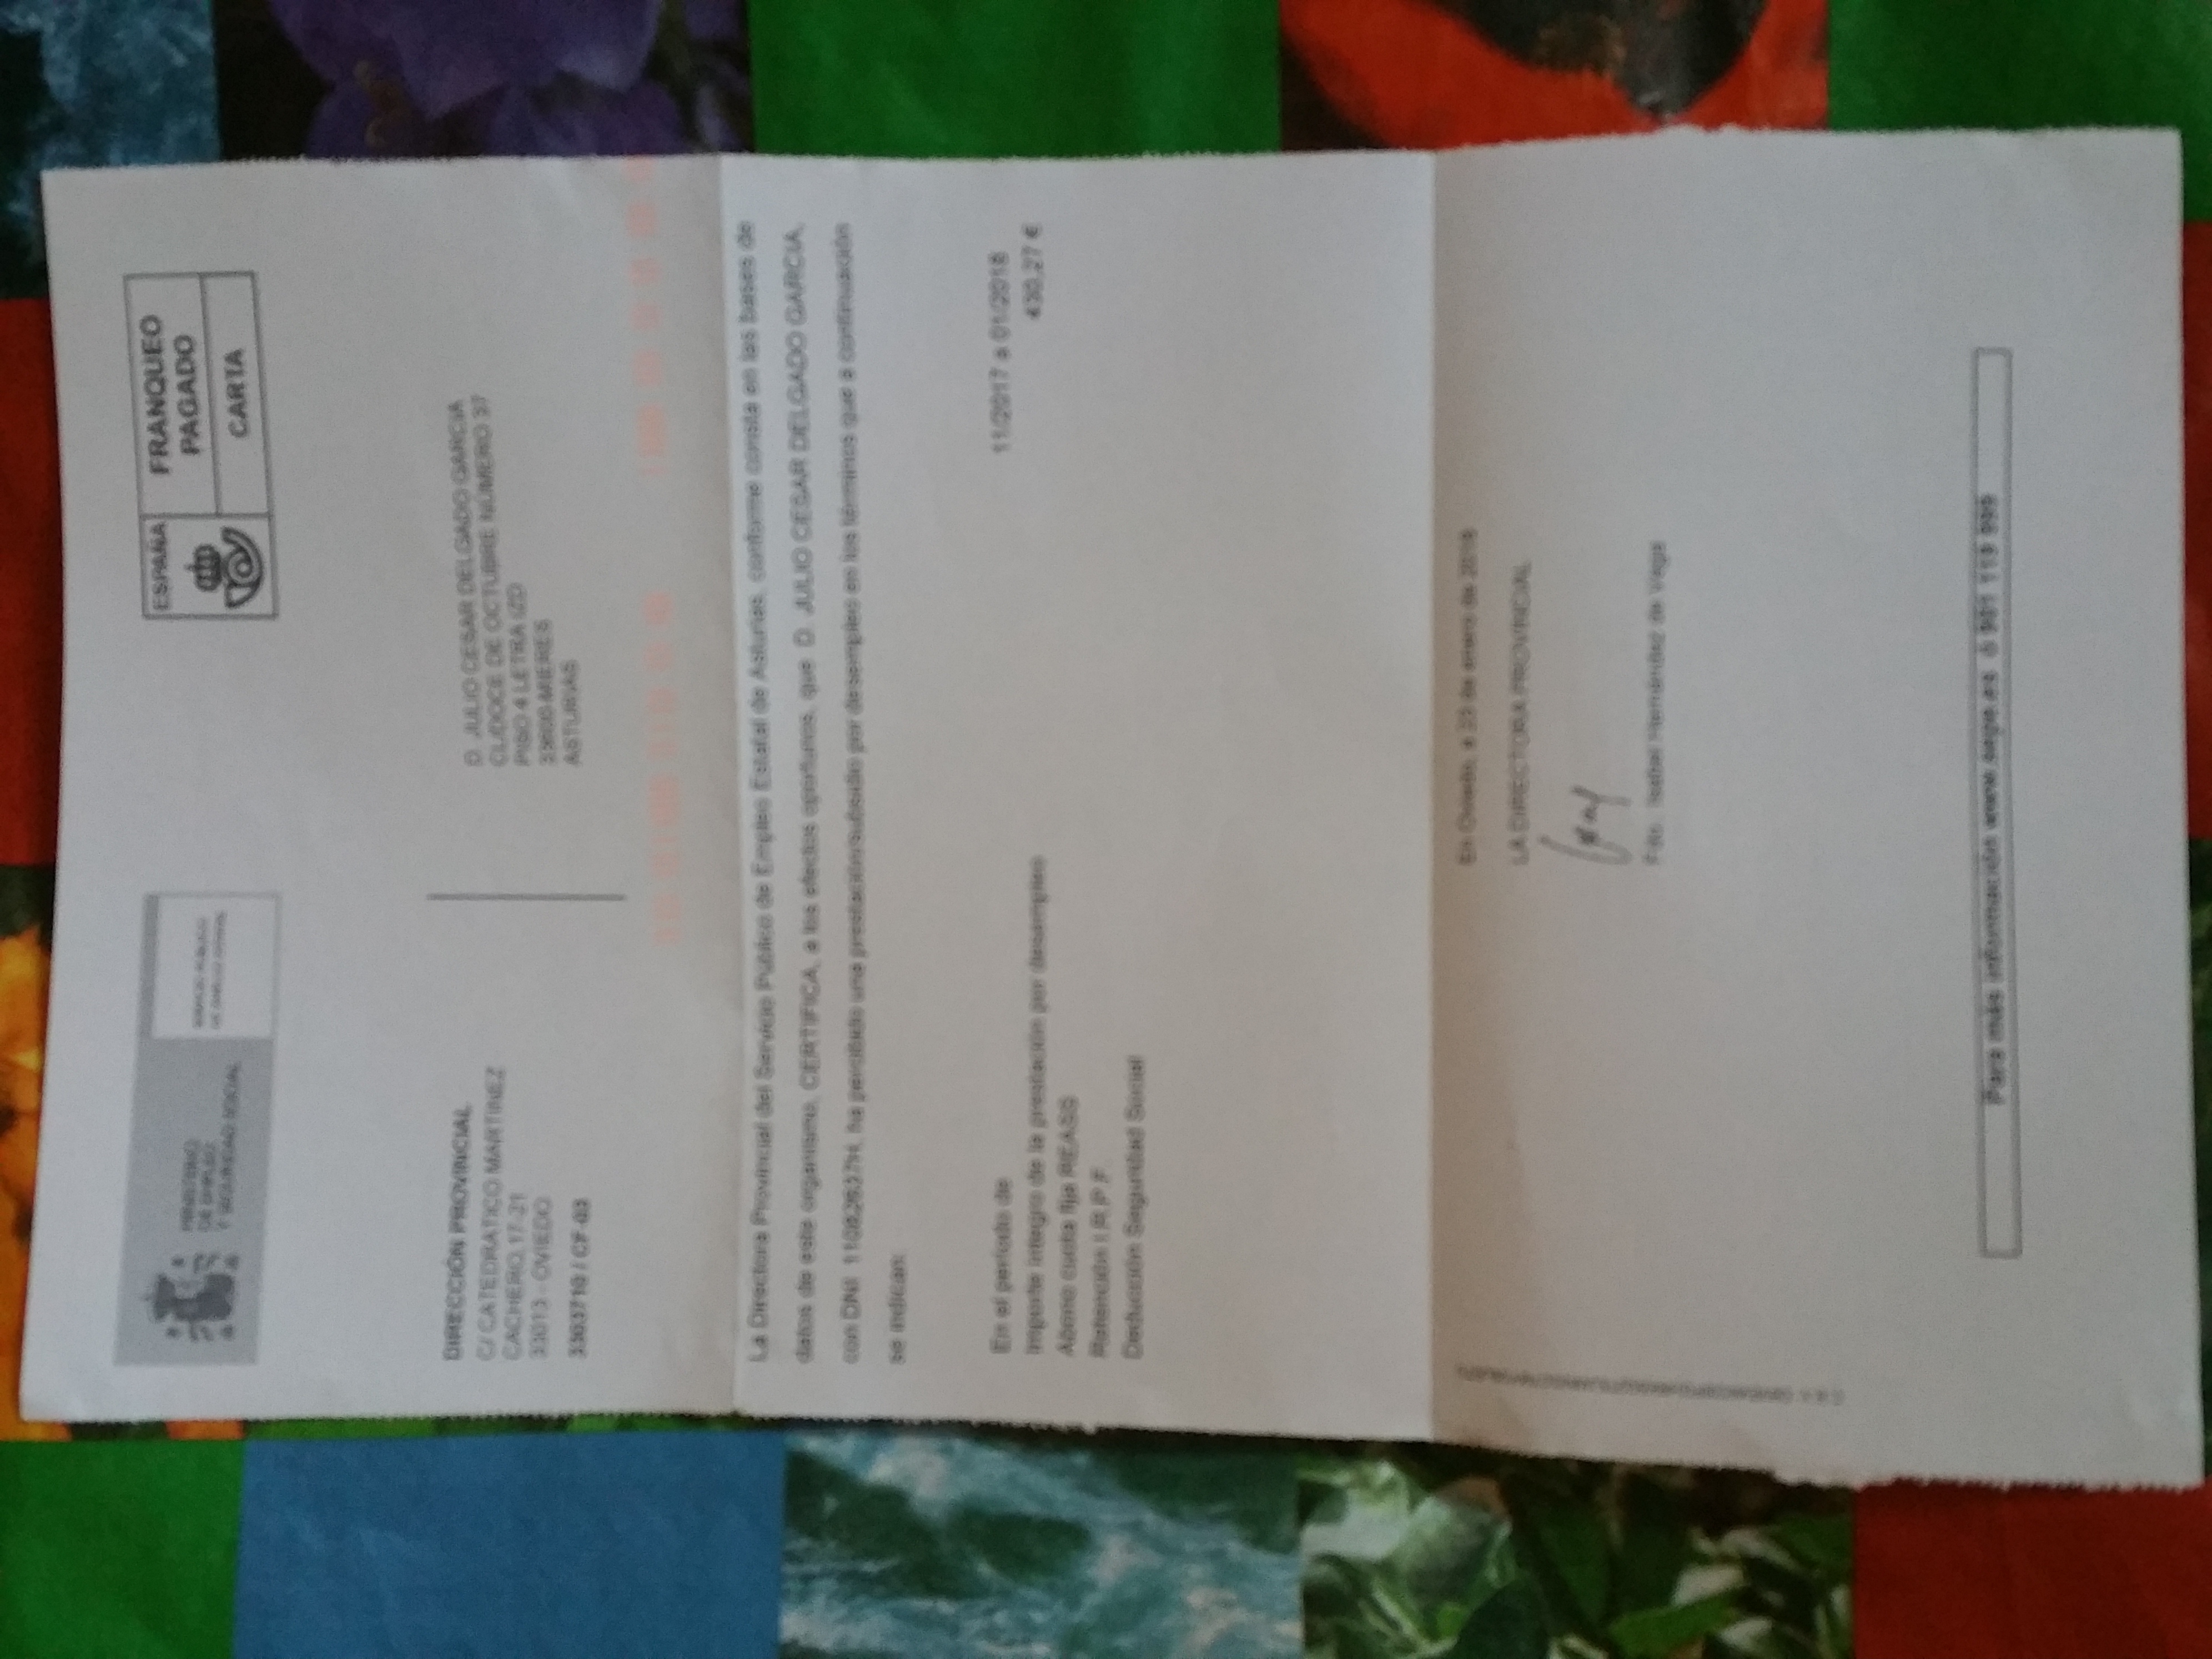 MINISTERIO
DE EMPLEO
Y SEGURIDAD SOCIAL
SERVICIO PÚBLICO
DE EMPLEO ESTATAL
ESPAÑA
FRANQUEO
PAGADO
CARTA
DIRECCIÓN PROVINCIAL
C/ CATEDRATICO MARTINEZ
CACHERO,17-21
33013 - OVIEDO
3303710 / CF-03
D. JULIO CESAR DELGADO GARCIA
CL/DOCE DE OCTUBRE NÚMERO 37
PISO 4 LETRA IZD
33600-MIERES
ASTURIAS
La Directora Provincial del Servicio Público de Empleo Estatal de Asturias, conforme consta en las bases de
datos de este organismo, CERTIFICA, a los efectos oportunos, que D. JULIO CESAR DELGADO GARCIA,
con DNI ha percibido una prestación/subsidio por desempleo en los términos que a continuación
se indican:
En el período de 11/2017 a 01/2018
Importe íntegro de la prestación por desempleo 430,27 €
Abono cuota fija REASS
Retención I.R.P.F.
Deducción Seguridad Social
En Oviedo, a 23 de enero de 2018
LA DIRECTORA PROVINCIAL
Fdo. Isabel Hernández de Vega
Para más información www.sepe.es ó 901 119 999